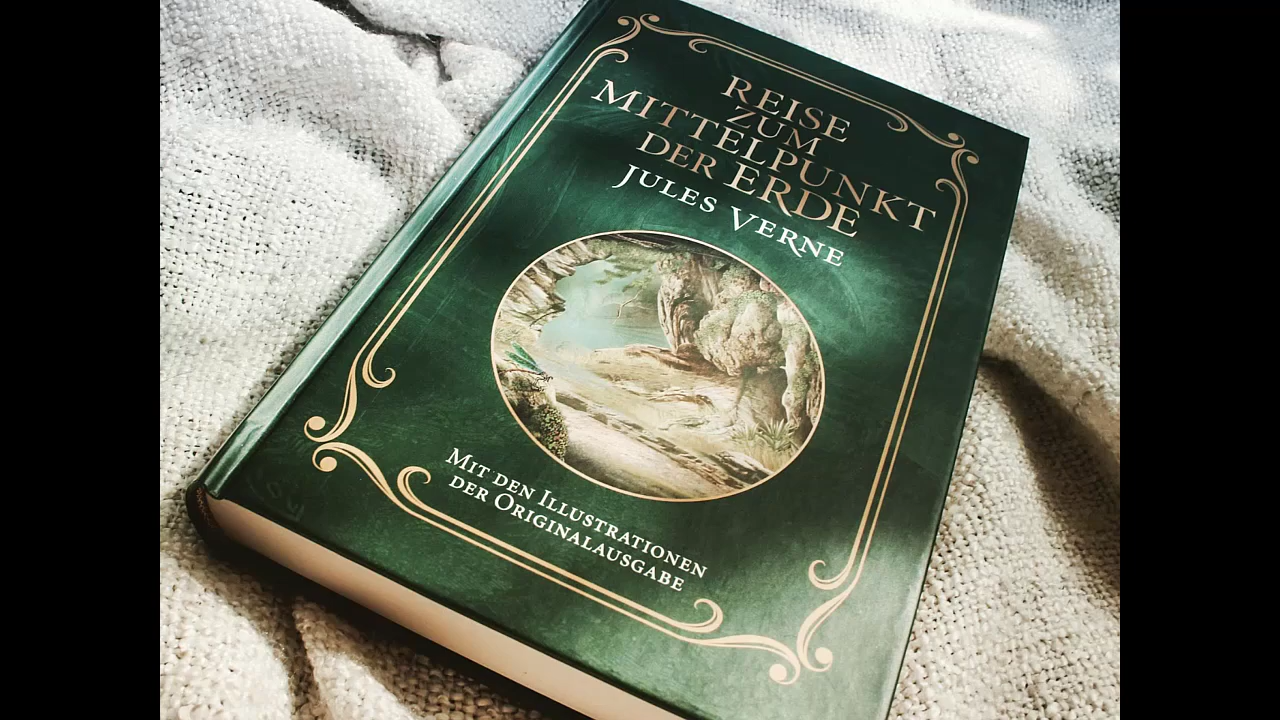 REISE
ZUM
MITTELPUNKT
DER ERDE
JULES VERNE
MIT DEN ILLUSTRATIONEN
DER ORIGINALAUSGABE